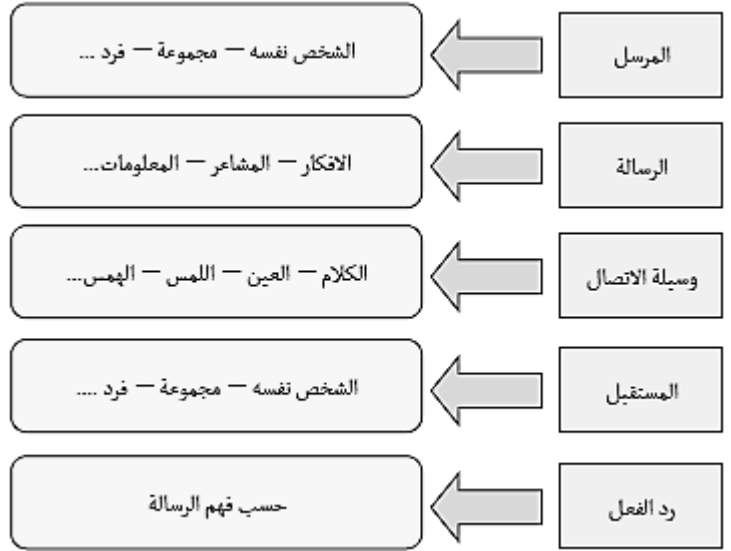 المرسل
الشخص نفسه – مجموعة – فرد ...
الرسالة
الافكار – المشاعر – المعلومات...
وسيلة الاتصال
الكلام – العين – اللمس – الهمس...
المستقبل
الشخص نفسه – مجموعة – فرد ....
رد الفعل
حسب فهم الرسالة